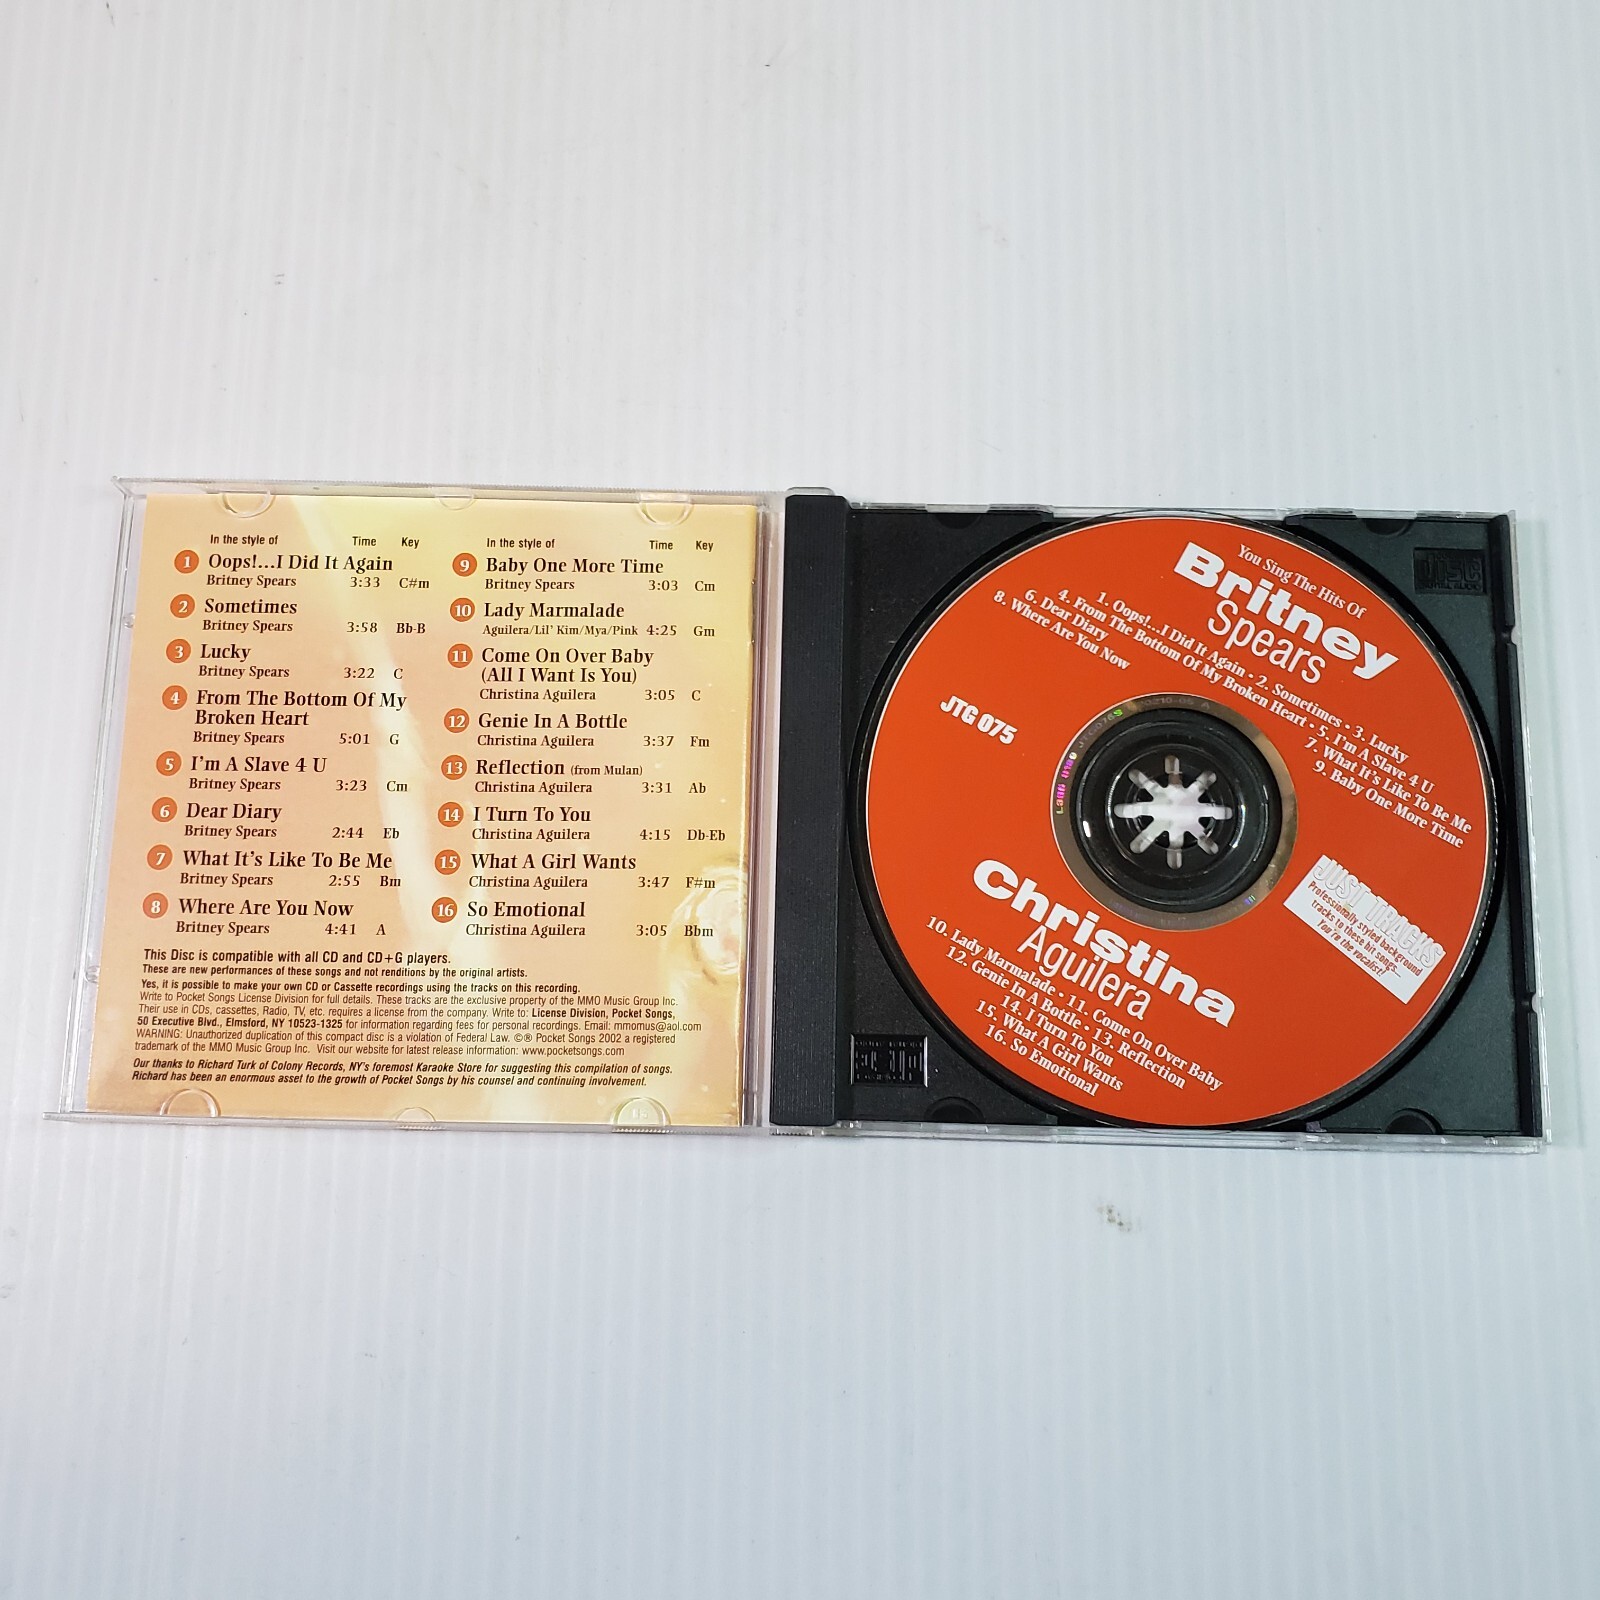 In the style of Time Key
1 Oops!...I Did It Again
Britney Spears 3:33 C#m
2 Sometimes
Britney Spears 3:58 Bb-B
3 Lucky
Britney Spears 3:22 C
4 From The Bottom Of My
Broken Heart
Britney Spears 5:01 G
5 I'm A Slave 4 U
Britney Spears 3:23 Cm
6 Dear Diary
Britney Spears 2:44 Eb
7 What It's Like To Be Me
Britney Spears 2:55 Bm
8 Where Are You Now
Britney Spears 4:41 A
In the style of Time Key
9 Baby One More Time
Britney Spears 3:03 Cm
10 Lady Marmalade
Aguilera/Lil' Kim/Mya/Pink 4:25 Gm
11 Come On Over Baby
(All I Want Is You)
Christina Aguilera 3:05 C
12 Genie In A Bottle
Christina Aguilera 3:37 Fm
13 Reflection (from Mulan)
Christina Aguilera 3:31 Ab
14 I Turn To You
Christina Aguilera 4:15 Db-Eb
15 What A Girl Wants
Christina Aguilera 3:47 F#m
16 So Emotional
Christina Aguilera 3:05 Bbm
This Disc is compatible with all CD and CD+G players.
These are new performances of these songs and not renditions by the original artists.
Yes, it is possible to make your own CD or Cassette recordings using the tracks on this recording.
Write to Pocket Songs License Division for full details. These tracks are the exclusive property of the MMO Music Group Inc.
Their use in CDs, cassettes, Radio, TV, etc. requires a license from the company. Write to: License Division, Pocket Songs,
50 Executive Blvd., Elmsford, NY 10523-1325 for information regarding fees for personal recordings. Email: mmomus@aol.com
WARNING: Unauthorized duplication of this compact disc is a violation of Federal Law. ©® Pocket Songs 2002 a registered
trademark of the MMO Music Group Inc. Visit our website for latest release information: www.pocketsongs.com
Our thanks to Richard Turk of Colony Records, NY's foremost Karaoke Store for suggesting this compilation of songs.
Richard has been an enormous asset to the growth of Pocket Songs by his counsel and continuing involvement.
You Sing The Hits Of
Britney
Spears
1. Oops!...I Did It Again • 2. Sometimes • 3. Lucky
4. From The Bottom Of My Broken Heart • 5. I'm A Slave 4 U
6. Dear Diary 7. What It's Like To Be Me
8. Where Are You Now 9. Baby One More Time
JTG 075
JUST TRACKS
Professionally styled background
tracks to these hit songs...
You're the vocalist!
Christina
Aguilera
10. Lady Marmalade • 11. Come On Over Baby
12. Genie In A Bottle • 13. Reflection
14. I Turn To You
15. What A Girl Wants
16. So Emotional